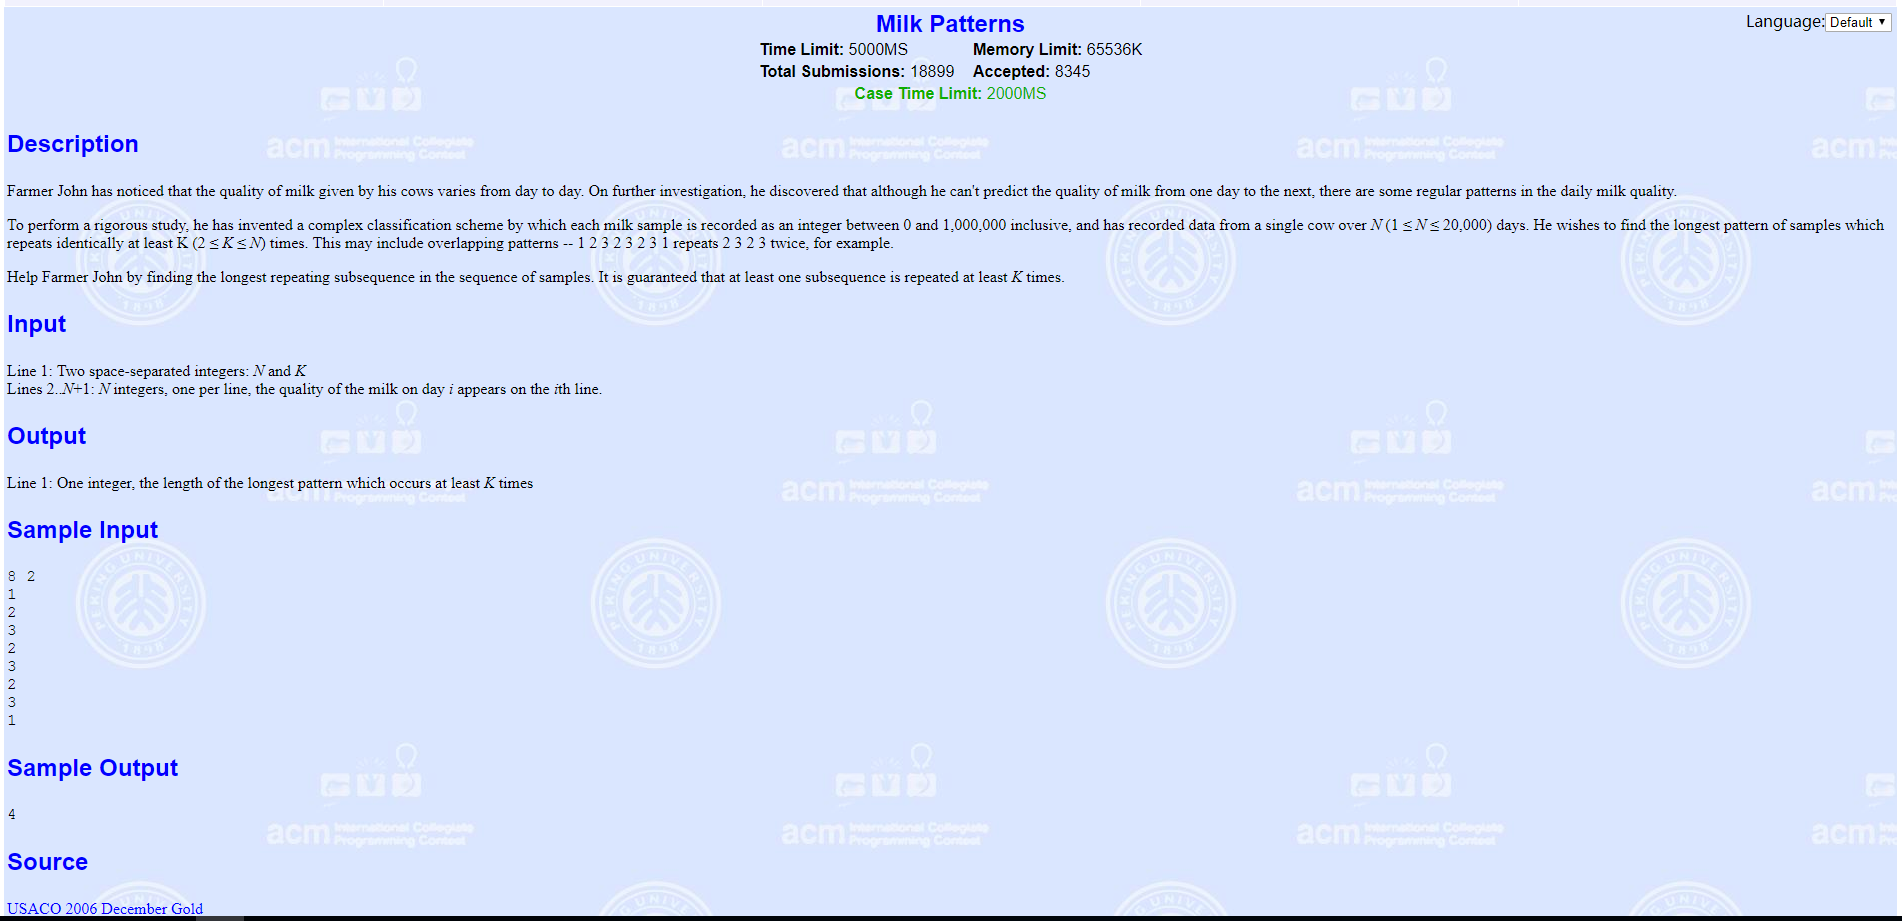 Milk Patterns
Language: Default
Time Limit: 5000MS Memory Limit: 65536K
Total Submissions: 18899 Accepted: 8345
Case Time Limit: 2000MS
Description
Farmer John has noticed that the quality of milk given by his cows varies from day to day. On further investigation, he discovered that although he can't predict the quality of milk from one day to the next, there are some regular patterns in the daily milk quality.
To perform a rigorous study, he has invented a complex classification scheme by which each milk sample is recorded as an integer between 0 and 1,000,000 inclusive, and has recorded data from a single cow over N (1 ≤ N ≤ 20,000) days. He wishes to find the longest pattern of samples which
repeats identically at least K (2 ≤ K ≤ N) times. This may include overlapping patterns -- 1 2 3 2 3 2 3 1 repeats 2 3 2 3 twice, for example.
Help Farmer John by finding the longest repeating subsequence in the sequence of samples. It is guaranteed that at least one subsequence is repeated at least K times.
Input
Line 1: Two space-separated integers: N and K
Lines 2..N+1: N integers, one per line, the quality of the milk on day i appears on the ith line.
Output
Line 1: One integer, the length of the longest pattern which occurs at least K times
Sample Input
8 2
1
2
3
2
3
2
3
1
Sample Output
4
Source
USACO 2006 December Gold
acm International Collegiate
Programming Contest
PEKING UNIVERSITY
1898